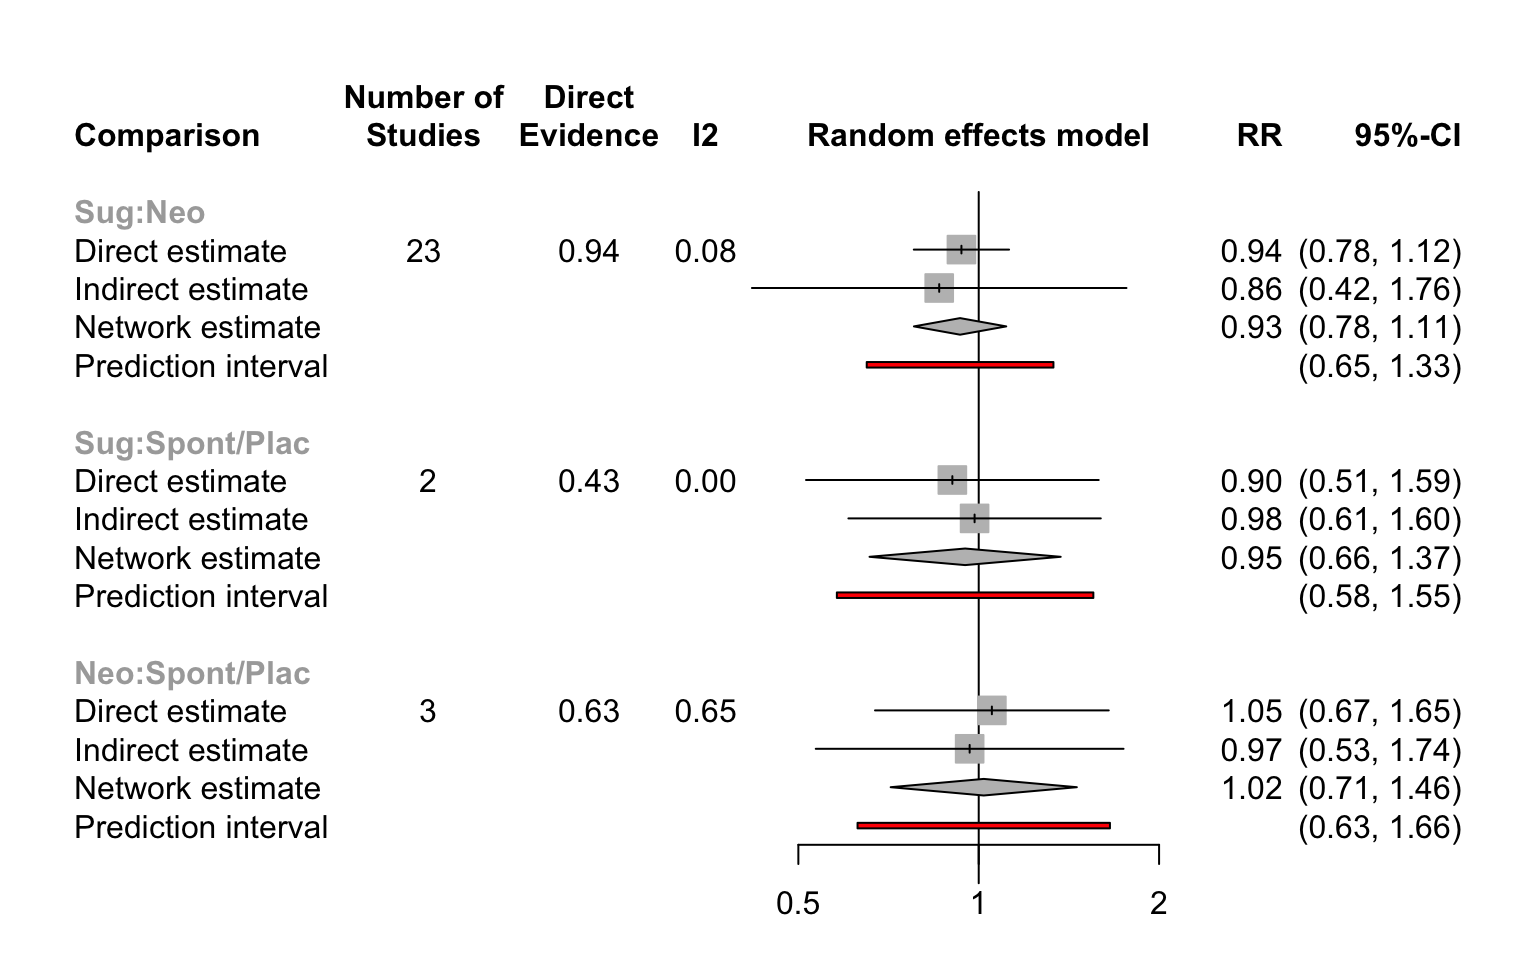 Number of Direct
Comparison Studies Evidence I2 Random effects model RR 95%-CI
Sug:Neo
Direct estimate 23 0.94 0.08 0.94 (0.78, 1.12)
Indirect estimate 0.86 (0.42, 1.76)
Network estimate 0.93 (0.78, 1.11)
Prediction interval (0.65, 1.33)
Sug:Spont/Plac
Direct estimate 2 0.43 0.00 0.90 (0.51, 1.59)
Indirect estimate 0.98 (0.61, 1.60)
Network estimate 0.95 (0.66, 1.37)
Prediction interval (0.58, 1.55)
Neo:Spont/Plac
Direct estimate 3 0.63 0.65 1.05 (0.67, 1.65)
Indirect estimate 0.97 (0.53, 1.74)
Network estimate 1.02 (0.71, 1.46)
Prediction interval (0.63, 1.66)
0.5 1 2